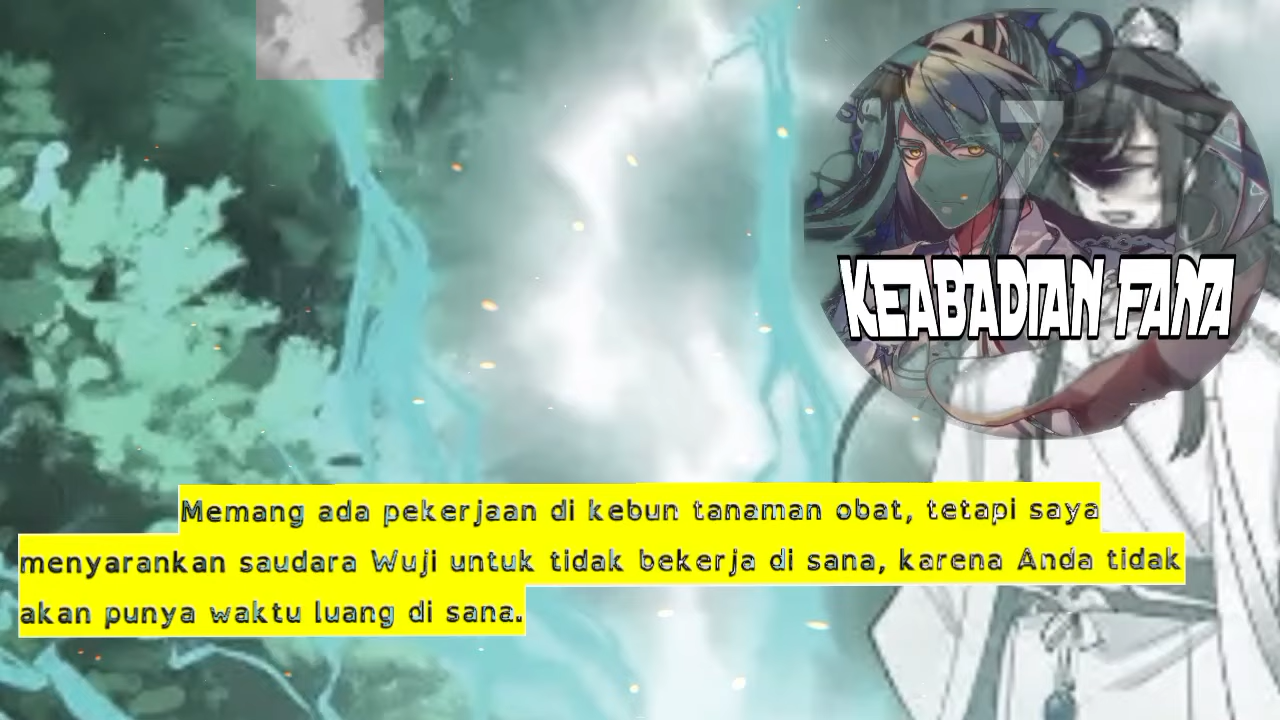 7
KEABADIAN FANA
Memang ada pekerjaan di kebun tanaman obat, tetapi saya
menyarankan saudara Wuji untuk tidak bekerja di sana, karena Anda tidak
akan punya waktu luang di sana.